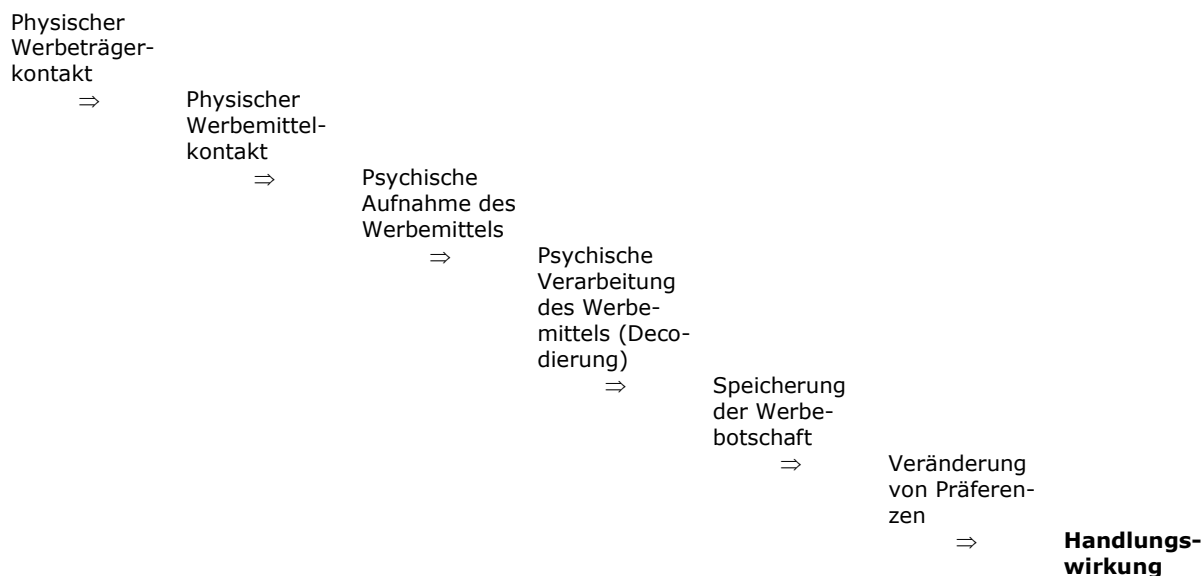 Physischer
Werbeträger-
kontakt
⇒
Physischer
Werbemittel-
kontakt
⇒
Psychische
Aufnahme des
Werbemittels
⇒
Psychische
Verarbeitung
des Werbe-
mittels (Deco-
dierung)
⇒
Speicherung
der Werbe-
botschaft
⇒
Veränderung
von Präferen-
zen
⇒
Handlungs-
wirkung